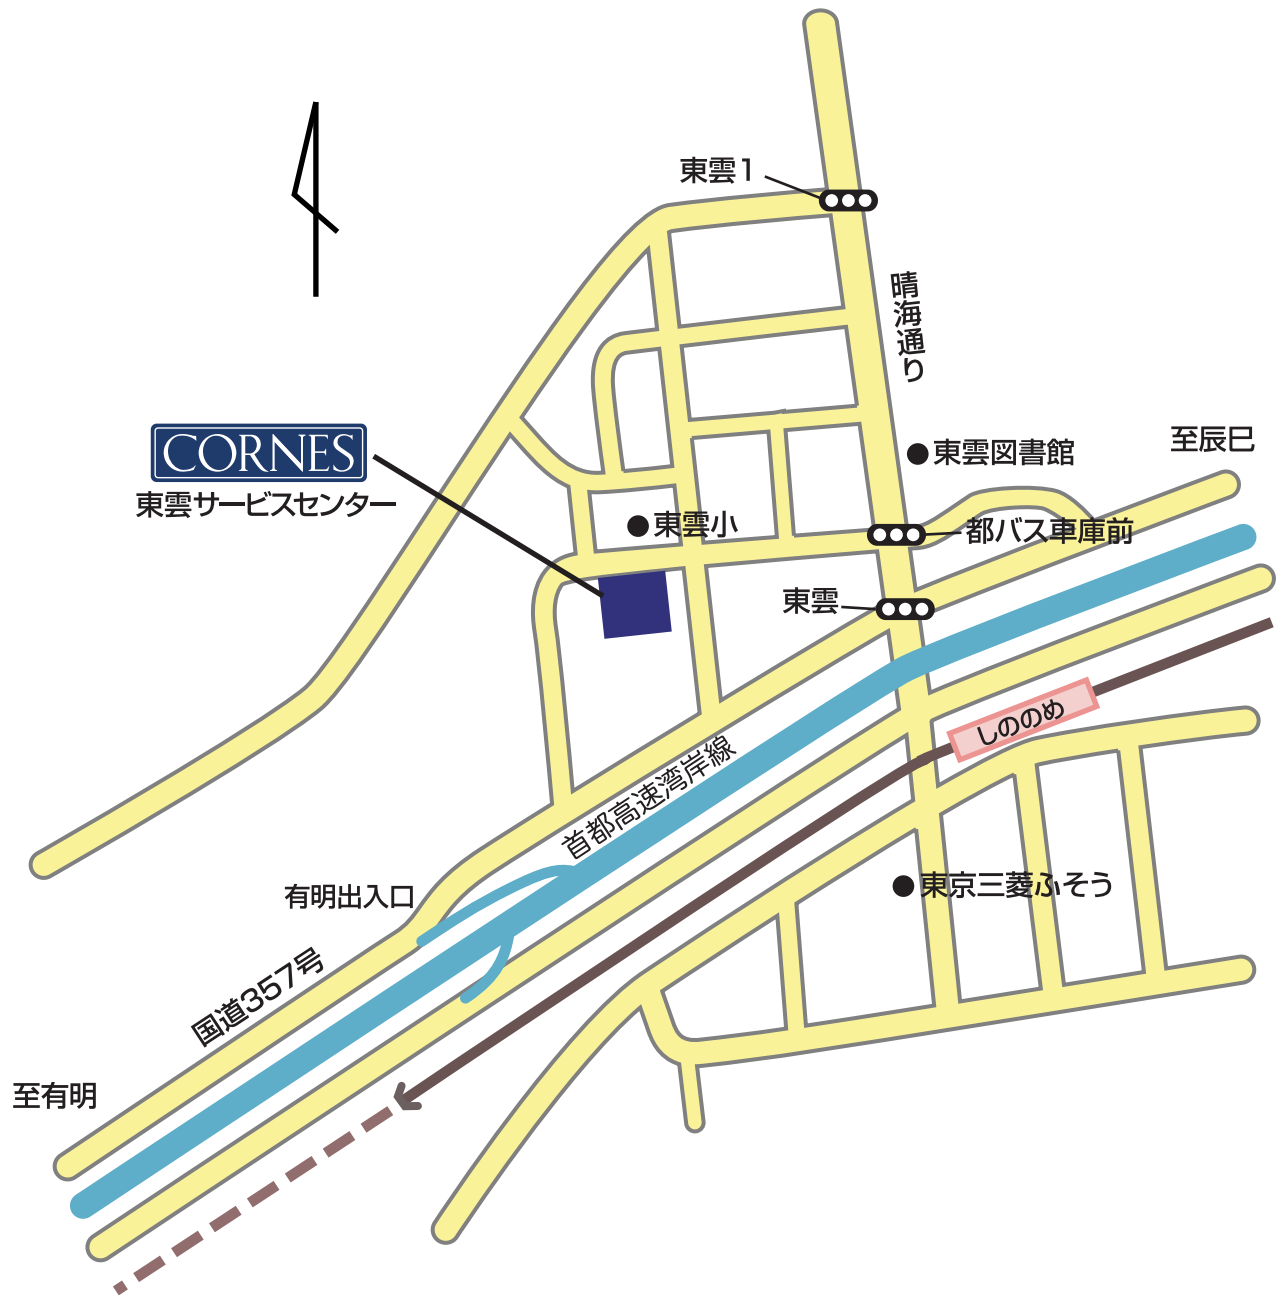 東雲1
晴海通り
CORNES
東雲サービスセンター
東雲図書館
至辰巳
東雲小
都バス車庫前
東雲
しののめ
首都高速湾岸線
有明出入口
東京三菱ふそう
国道357号
至有明